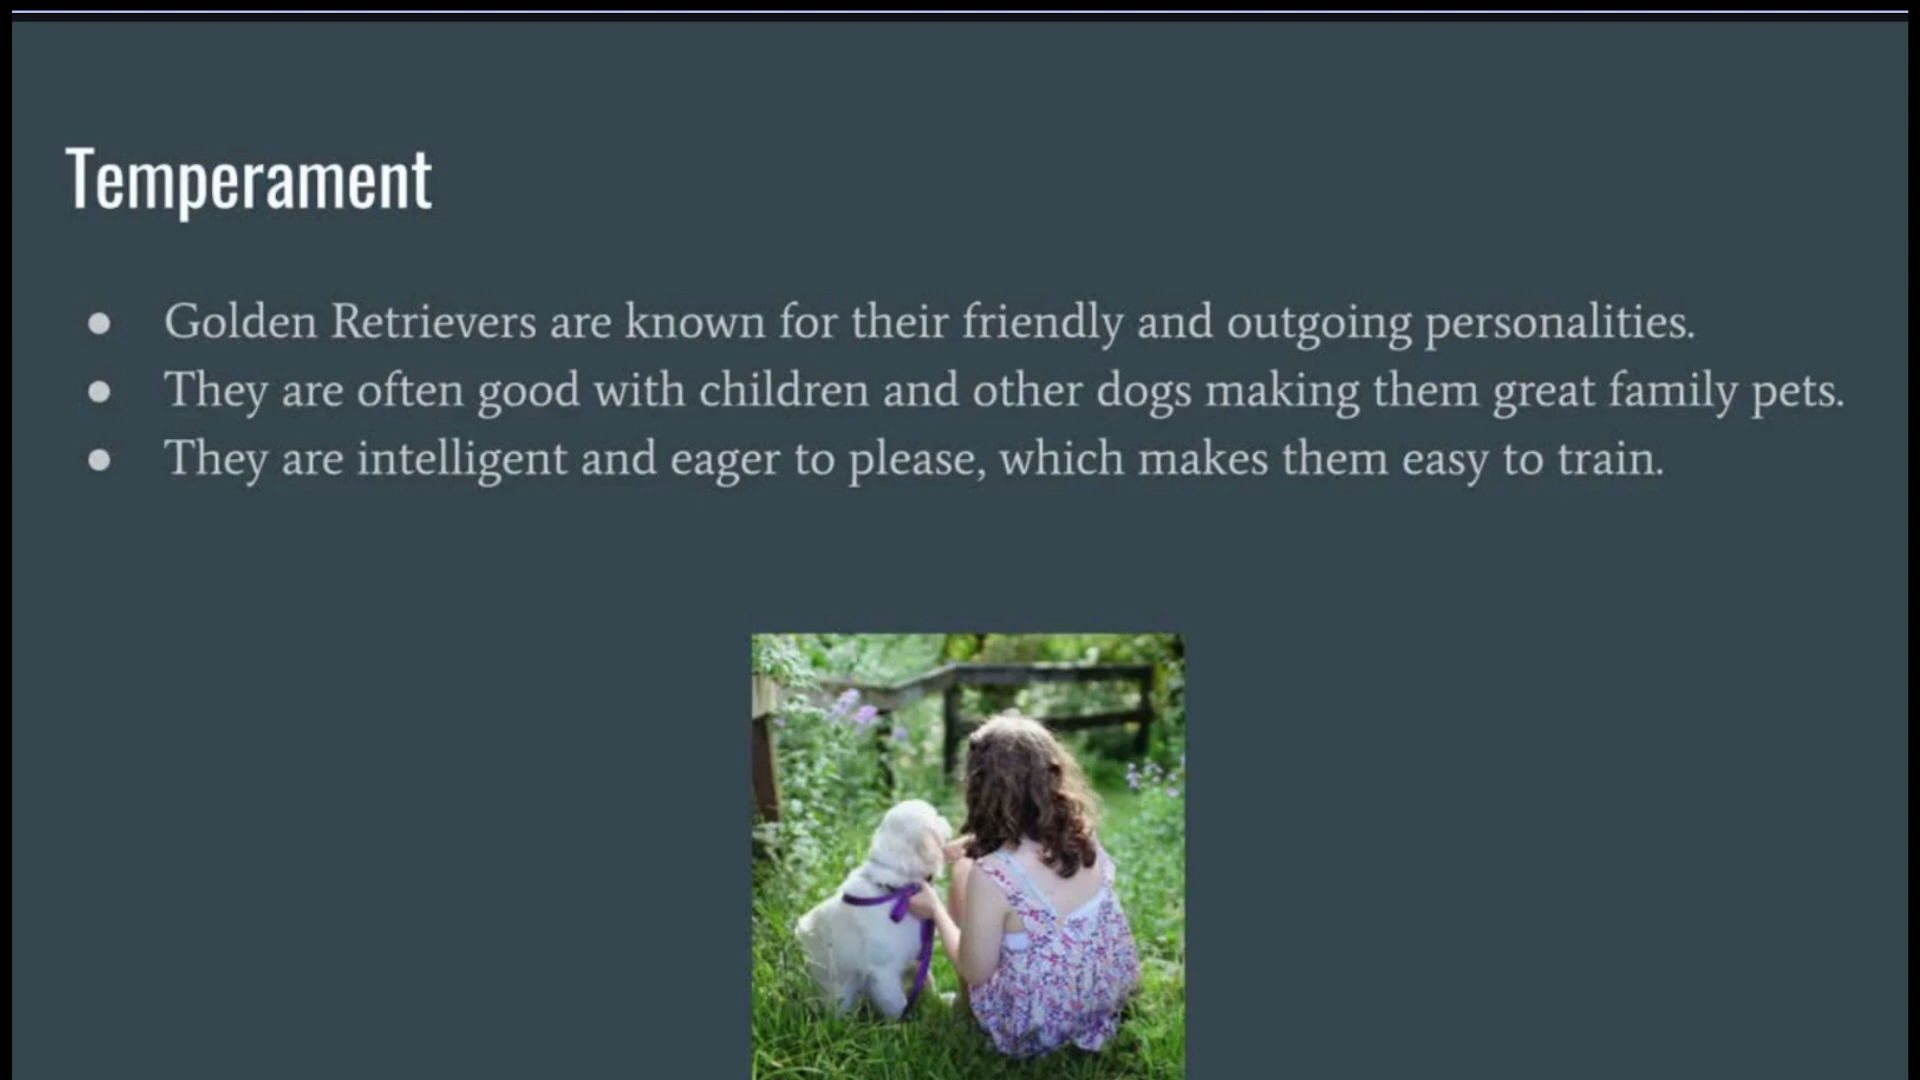 Temperament
● Golden Retrievers are known for their friendly and outgoing personalities.
● They are often good with children and other dogs making them great family pets.
● They are intelligent and eager to please, which makes them easy to train.